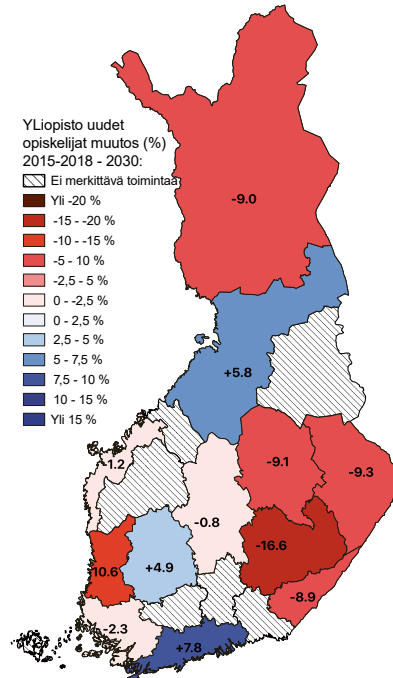 YLiopisto uudet
opiskelijat muutos (%)
2015-2018 - 2030:
Ei merkittävä toimintaa
Yli -20 %
-15 - -20 %
-10 - -15 %
-5 - 10 %
-2,5 - 5 %
0 - -2,5 %
0 - 2,5 %
2,5 - 5 %
5 - 7,5 %
7,5 - 10 %
10 - 15 %
Yli 15 %
-9.0
+5.8
-9.1
-9.3
-1.2
-0.8
-16.6
10.6
+4.9
-8.9
-2.3
+7.8